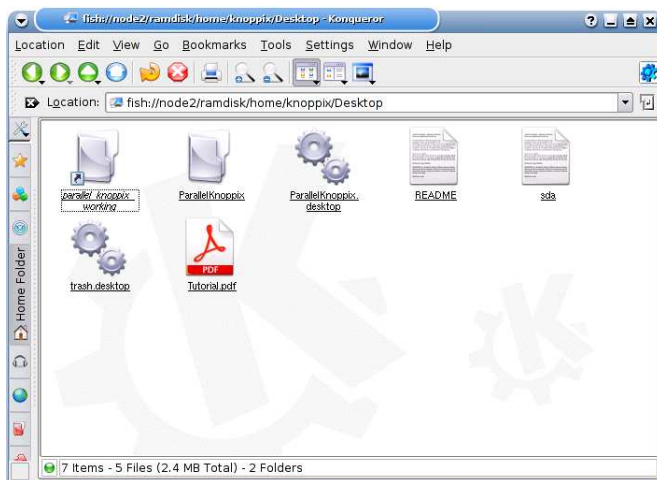 fish://node2/ramdisk/home/knoppix/Desktop - Konqueror
Location Edit View Go Bookmarks Tools Settings Window Help
Location: fish://node2/ramdisk/home/knoppix/Desktop
parallel_knoppix_
working
ParallelKnoppix
ParallelKnoppix.
desktop
README
sda
trash.desktop
PDF
Tutorial.pdf
Home Folder
7 Items - 5 Files (2.4 MB Total) - 2 Folders